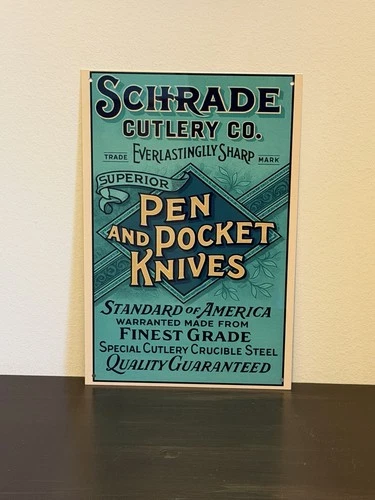 SCHRADE
CUTLERY CO.
TRADE EVERLASTINGLLY SHARP MARK
SUPERIOR
PEN
AND POCKET
KNIVES
STANDARD OF AMERICA
WARRANTED MADE FROM
FINEST GRADE
SPECIAL CUTLERY CRUCIBLE STEEL
QUALITY GUARANTEED